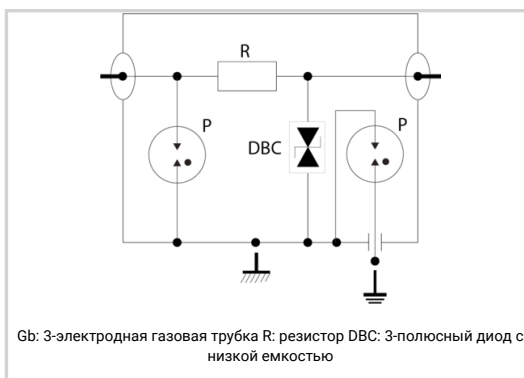 R
P
DBC
P
Gb: 3-электродная газовая трубка R: резистор DBC: 3-полюсный диод с
низкой емкостью